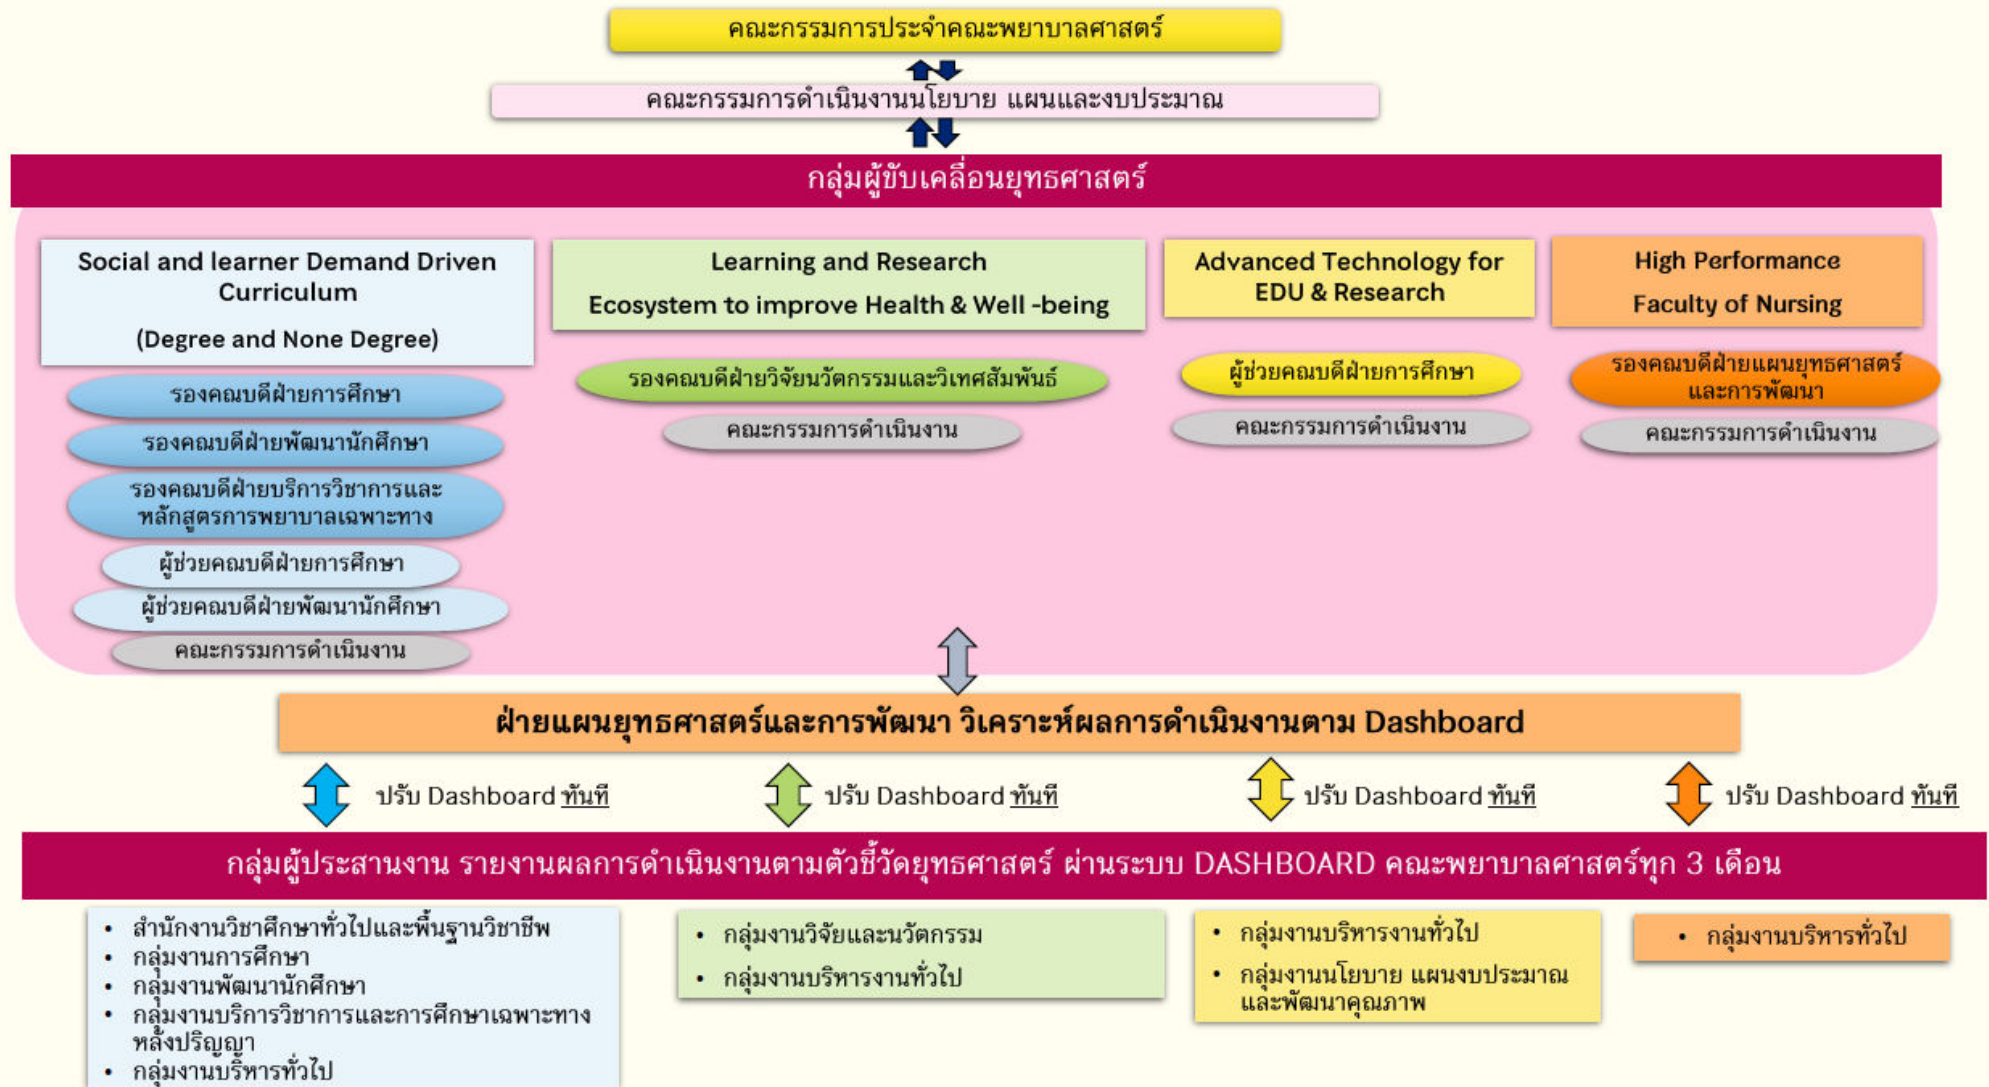 คณะกรรมการประจำคณะพยาบาลศาสตร์
คณะกรรมการดำเนินงานนโยบาย แผนและงบประมาณ
กลุ่มผู้ขับเคลื่อนยุทธศาสตร์
Social and learner Demand Driven
Curriculum
(Degree and None Degree)
รองคณบดีฝ่ายการศึกษา
รองคณบดีฝ่ายพัฒนานักศึกษา
รองคณบดีฝ่ายบริการวิชาการและ
หลักสูตรการพยาบาลเฉพาะทาง
ผู้ช่วยคณบดีฝ่ายการศึกษา
ผู้ช่วยคณบดีฝ่ายพัฒนานักศึกษา
คณะกรรมการดำเนินงาน
Learning and Research
Ecosystem to improve Health & Well -being
รองคณบดีฝ่ายวิจัยนวัตกรรมและวิเทศสัมพันธ์
คณะกรรมการดำเนินงาน
Advanced Technology for
EDU & Research
ผู้ช่วยคณบดีฝ่ายการศึกษา
คณะกรรมการดำเนินงาน
High Performance
Faculty of Nursing
รองคณบดีฝ่ายแผนยุทธศาสตร์
และการพัฒนา
คณะกรรมการดำเนินงาน
ฝ่ายแผนยุทธศาสตร์และการพัฒนา วิเคราะห์ผลการดำเนินงานตาม Dashboard
ปรับ Dashboard ทันที
ปรับ Dashboard ทันที
ปรับ Dashboard ทันที
ปรับ Dashboard ทันที
กลุ่มผู้ประสานงาน รายงานผลการดำเนินงานตามตัวชี้วัดยุทธศาสตร์ ผ่านระบบ DASHBOARD คณะพยาบาลศาสตร์ทุก 3 เดือน
• สำนักงานวิชาศึกษาทั่วไปและพื้นฐานวิชาชีพ
• กลุ่มงานการศึกษา
• กลุ่มงานพัฒนานักศึกษา
• กลุ่มงานบริการวิชาการและการศึกษาเฉพาะทาง
หลังปริญญา
• กลุ่มงานบริหารทั่วไป
• กลุ่มงานวิจัยและนวัตกรรม
• กลุ่มงานบริหารงานทั่วไป
• กลุ่มงานบริหารงานทั่วไป
• กลุ่มงานนโยบาย แผนงบประมาณ
และพัฒนาคุณภาพ
• กลุ่มงานบริหารทั่วไป